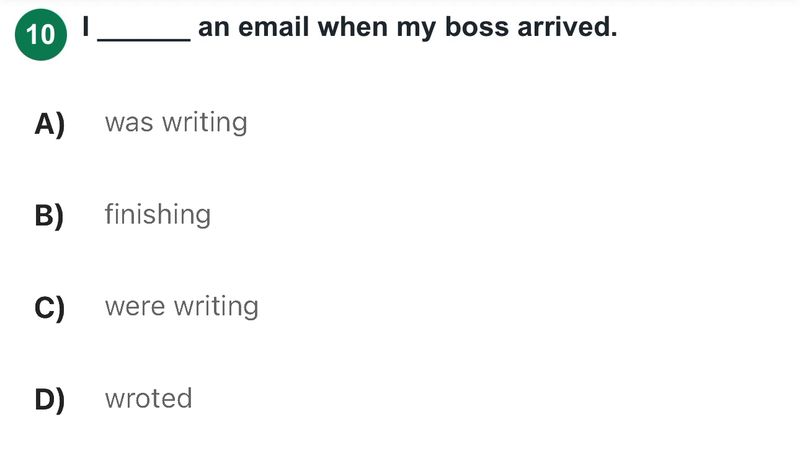 10 I ______ an email when my boss arrived.
A) was writing
B) finishing
C) were writing
D) wroted